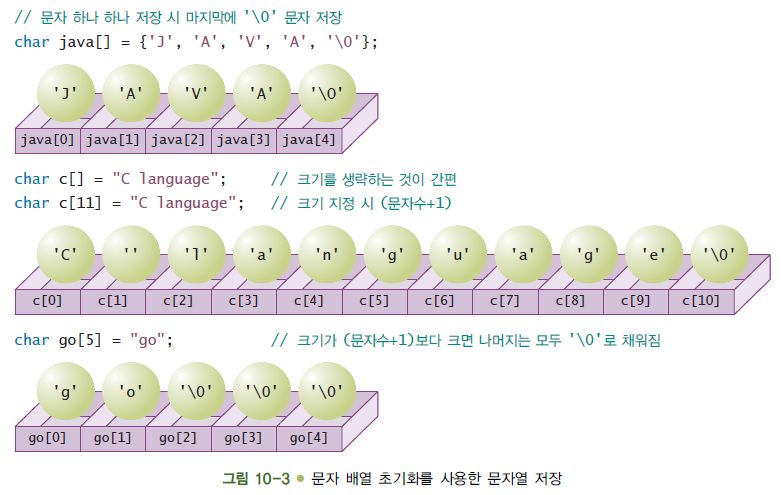 // 문자 하나 하나 저장 시 마지막에 '\0' 문자 저장
char java[] = {'J', 'A', 'V', 'A', '\0'};
'J' 'A' 'V' 'A' '\0'
java[0] java[1] java[2] java[3] java[4]
char c[] = "C language"; // 크기를 생략하는 것이 간편
char c[11] = "C language"; // 크기 지정 시 (문자수+1)
'C' '' 'l' 'a' 'n' 'g' 'u' 'a' 'g' 'e' '\0'
c[0] c[1] c[2] c[3] c[4] c[5] c[6] c[7] c[8] c[9] c[10]
char go[5] = "go"; // 크기가 (문자수+1)보다 크면 나머지는 모두 '\0'로 채워짐
'g' 'o' '\0' '\0' '\0'
go[0] go[1] go[2] go[3] go[4]
그림 10-3 ● 문자 배열 초기화를 사용한 문자열 저장